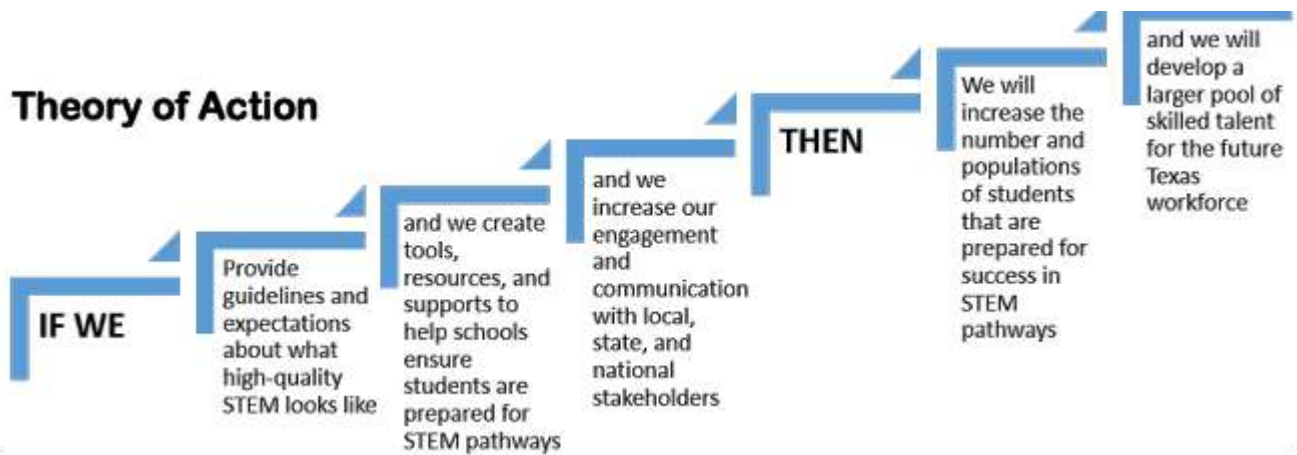 Theory of Action
IF WE
Provide
guidelines and
expectations
about what
high-quality
STEM looks like
and we create
tools,
resources, and
supports to
help schools
ensure
students are
prepared for
STEM pathways
and we
increase our
engagement
and
communication
with local,
state, and
national
stakeholders
THEN
We will
increase the
number and
populations
of students
that are
prepared for
success in
STEM
pathways
and we will
develop a
larger pool of
skilled talent
for the future
Texas
workforce